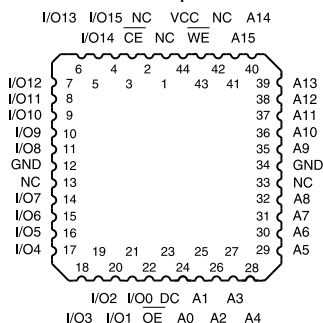 I/O13 I/O15 NC VCC NC A14
I/O14 CE NC WE A15
6 4 2 44 42 40
I/O12 7 5 3 1 43 41 39 A13
I/O11 8 38 A12
I/O10 9 37 A11
I/O9 10 36 A10
I/O8 11 35 A9
GND 12 34 GND
NC 13 33 NC
I/O7 14 32 A8
I/O6 15 31 A7
I/O5 16 30 A6
I/O4 17 19 21 23 25 27 29 A5
18 20 22 24 26 28
I/O2 I/O0 DC A1 A3
I/O3 I/O1 OE A0 A2 A4